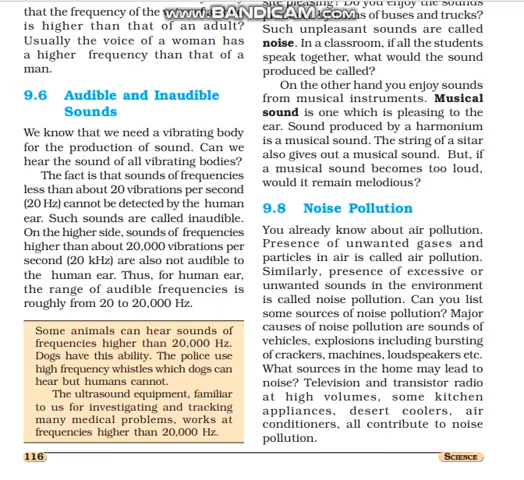 that the frequency of the
is higher than that of an adult?
Usually the voice of a woman has
a higher frequency than that of a
man.
9.6 Audible and Inaudible
Sounds
We know that we need a vibrating body
for the production of sound. Can we
hear the sound of all vibrating bodies?
The fact is that sounds of frequencies
less than about 20 vibrations per second
(20 Hz) cannot be detected by the human
ear. Such sounds are called inaudible.
On the higher side, sounds of frequencies
higher than about 20,000 vibrations per
second (20 kHz) are also not audible to
the human ear. Thus, for human ear,
the range of audible frequencies is
roughly from 20 to 20,000 Hz.
Some animals can hear sounds of
frequencies higher than 20,000 Hz.
Dogs have this ability. The police use
high frequency whistles which dogs can
hear but humans cannot.
The ultrasound equipment, familiar
to us for investigating and tracking
many medical problems, works at
frequencies higher than 20,000 Hz.
116
www.BANDICAM.com
of buses and trucks?
Such unpleasant sounds are called
noise. In a classroom, if all the students
speak together, what would the sound
produced be called?
On the other hand you enjoy sounds
from musical instruments. Musical
sound is one which is pleasing to the
ear. Sound produced by a harmonium
is a musical sound. The string of a sitar
also gives out a musical sound. But, if
a musical sound becomes too loud,
would it remain melodious?
9.8 Noise Pollution
You already know about air pollution.
Presence of unwanted gases and
particles in air is called air pollution.
Similarly, presence of excessive or
unwanted sounds in the environment
is called noise pollution. Can you list
some sources of noise pollution? Major
causes of noise pollution are sounds of
vehicles, explosions including bursting
of crackers, machines, loudspeakers etc.
What sources in the home may lead to
noise? Television and transistor radio
at high volumes, some kitchen
appliances, desert coolers, air
conditioners, all contribute to noise
pollution.
SCIENCE